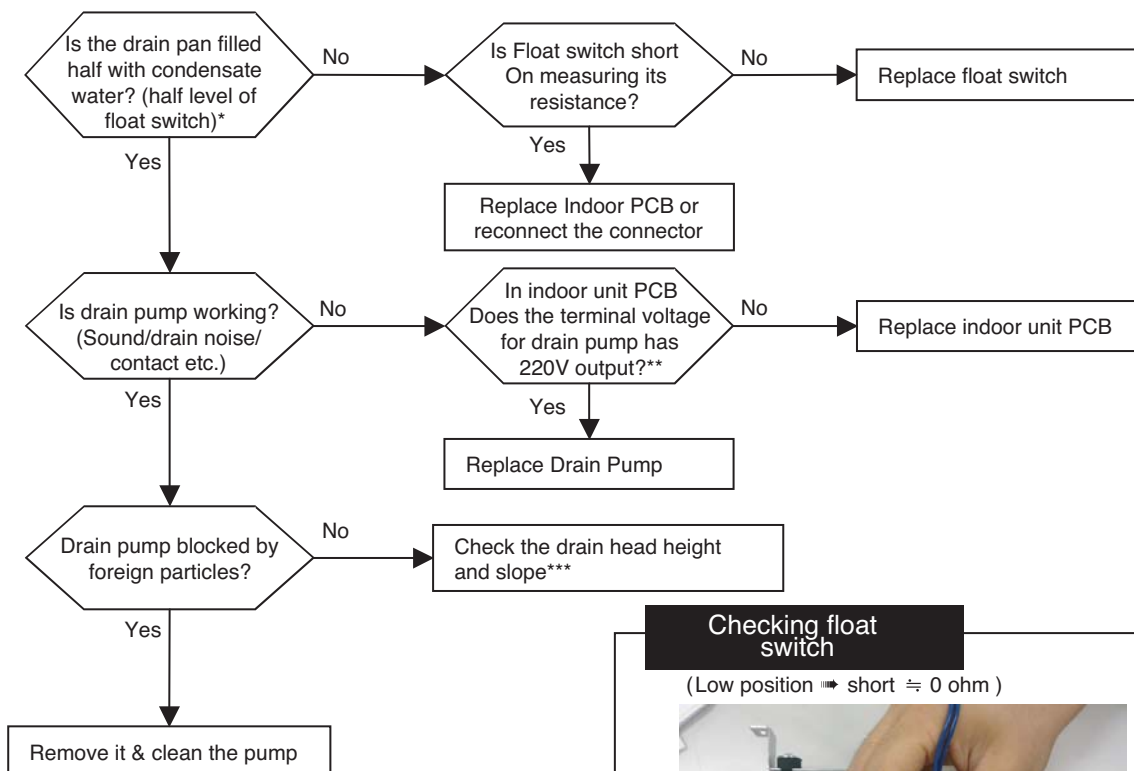 Is the drain pan filled
half with condensate
water? (half level of
float switch)*
No
Is Float switch short
On measuring its
resistance?
No
Replace float switch
Yes
Yes
Replace Indoor PCB or
reconnect the connector
Is drain pump working?
(Sound/drain noise/
contact etc.)
No
In indoor unit PCB
Does the terminal voltage
for drain pump has
220V output?**
No
Replace indoor unit PCB
Yes
Yes
Replace Drain Pump
Drain pump blocked by
foreign particles?
No
Check the drain head height
and slope***
Yes
Remove it & clean the pump
Checking float
switch
(Low position ➠ short ≒ 0 ohm )